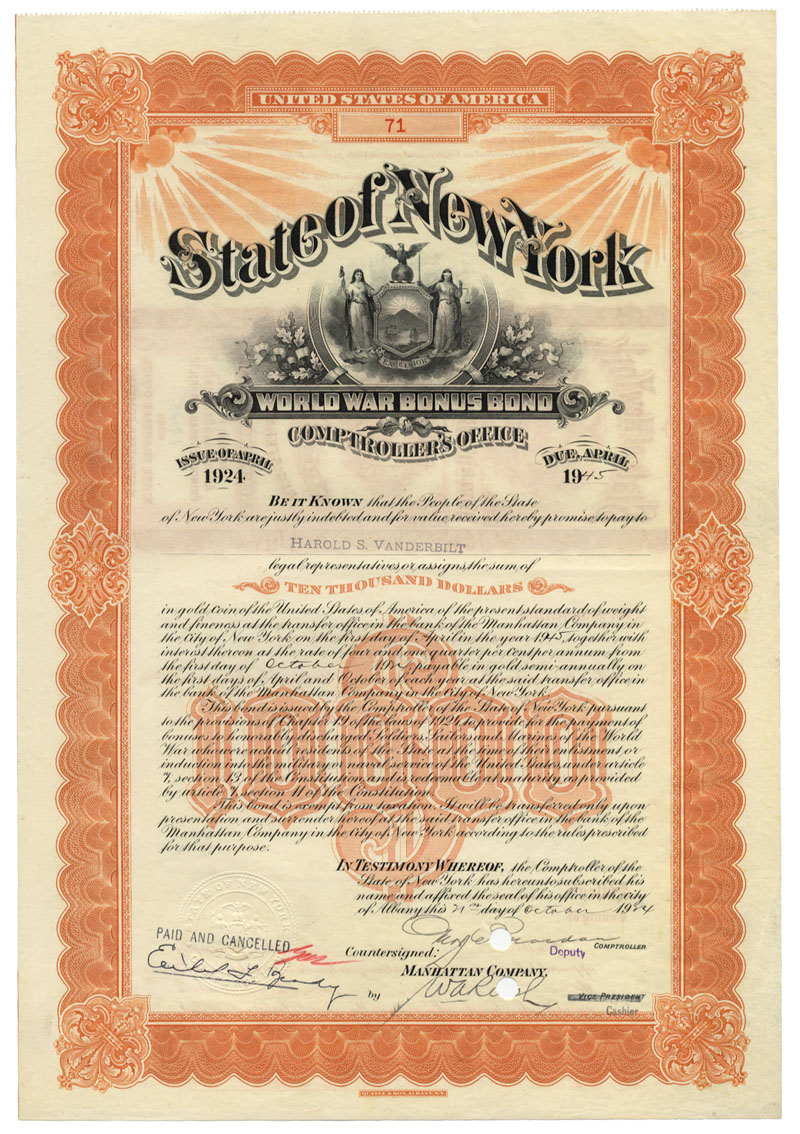 UNITED STATES OF AMERICA
71
State of New York
EXCELSIOR
WORLD WAR BONUS BOND
COMPTROLLER'S OFFICE
ISSUE OF APRIL
1924
DUE, APRIL
1945
BE IT KNOWN that the People of the State
of New York are justly indebted and for value received hereby promise to pay to
HAROLD S. VANDERBILT
legal representatives or assigns, the sum of
TEN THOUSAND DOLLARS
in gold coin of the United States of America of the present standard of weight
and fineness at the transfer office in the bank of the Manhattan Company in
the City of New York on the first day of April in the year 1945, together with
interest thereon at the rate of four and one quarter per cent per annum from
the first day of October 1924, payable in gold semi-annually on
the first days of April and October of each year at the said transfer office in
the bank of the Manhattan Company in the City of New York.
This bond is issued by the Comptroller of the State of New York pursuant
to the provisions of Chapter 19 of the laws of 1924, to provide for the payment of
bonuses to honorably discharged Soldiers, Sailors and Marines of the World
War who were actual residents of the State at the time of their enlistment or
induction into the military or naval service of the United States, under article
7, section 13 of the Constitution and is redeemable at maturity as provided
by article 7, section 11 of the Constitution.
This bond is exempt from taxation. It will be transferred only upon
presentation and surrender hereof at the said transfer office in the bank of the
Manhattan Company in the City of New York according to the rules prescribed
for that purpose.
$10000
IN TESTIMONY WHEREOF, the Comptroller of the
State of New York has hereunto subscribed his
name and affixed the seal of his office in the city
of Albany this 21st day of October 1924
COMPTROLLER
Deputy
PAID AND CANCELLED
Countersigned:
MANHATTAN COMPANY,
by
VICE PRESIDENT
Cashier